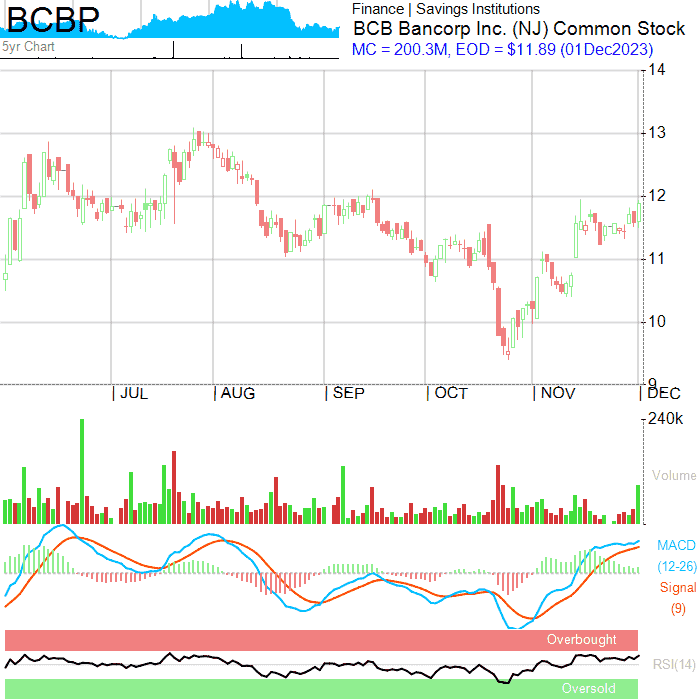 BCBP
5yr Chart
Finance | Savings Institutions
BCB Bancorp Inc. (NJ) Common Stock
MC = 200.3M, EOD = $11.89 (01Dec2023)
14
13
12
11
10
9
JUL AUG SEP OCT NOV DEC
240k
Volume
MACD
(12-26)
Signal
(9)
Overbought
RSI(14)
Oversold